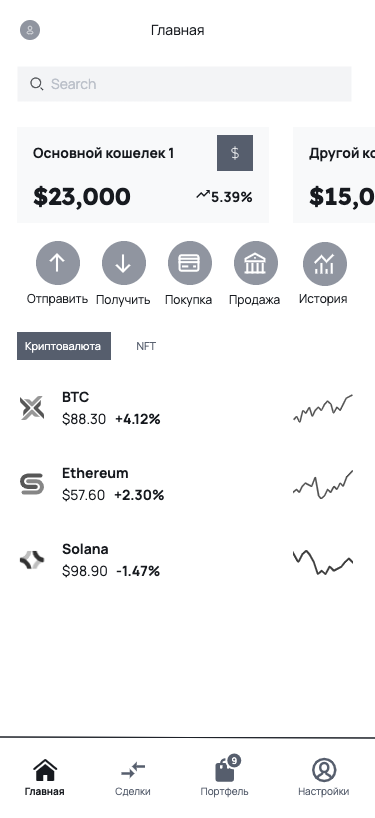 Главная
Search
Основной кошелек 1 $ Другой ко
$23,000 5.39% $15,0
Отправить Получить Покупка Продажа История
Криптовалюта NFT
BTC
$88.30 +4.12%
Ethereum
$57.60 +2.30%
Solana
$98.90 -1.47%
9
Главная Сделки Портфель Настройки